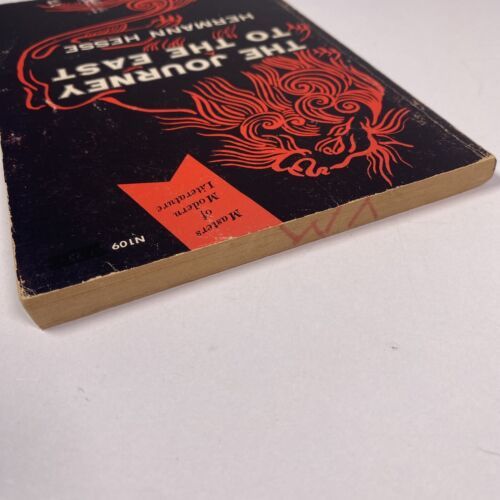 THE JOURNEY
TO THE EAST
HERMANN HESSE
Masters
of
Modern
Literature
N109